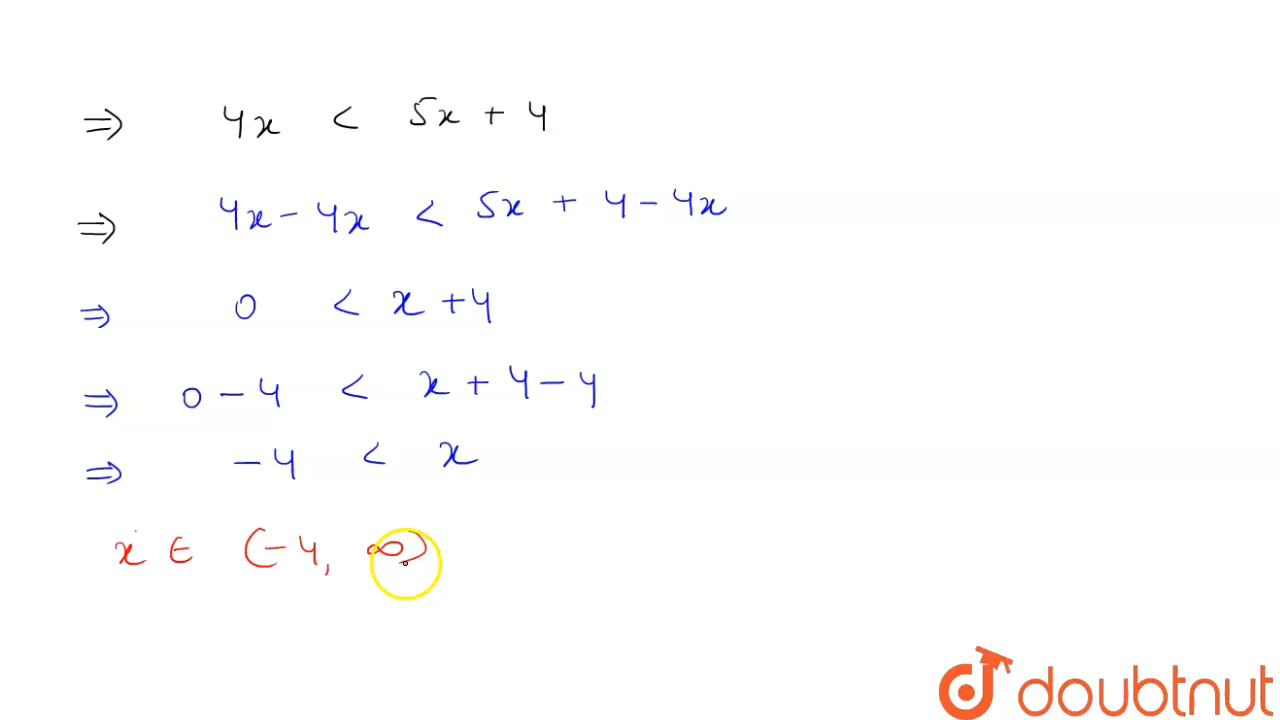 ⇒ 4x < 5x + 4
⇒ 4x - 4x < 5x + 4 - 4x
⇒ 0 < x + 4
⇒ 0 - 4 < x + 4 - 4
⇒ -4 < x
x ∈ (-4, ∞)
doubtnut